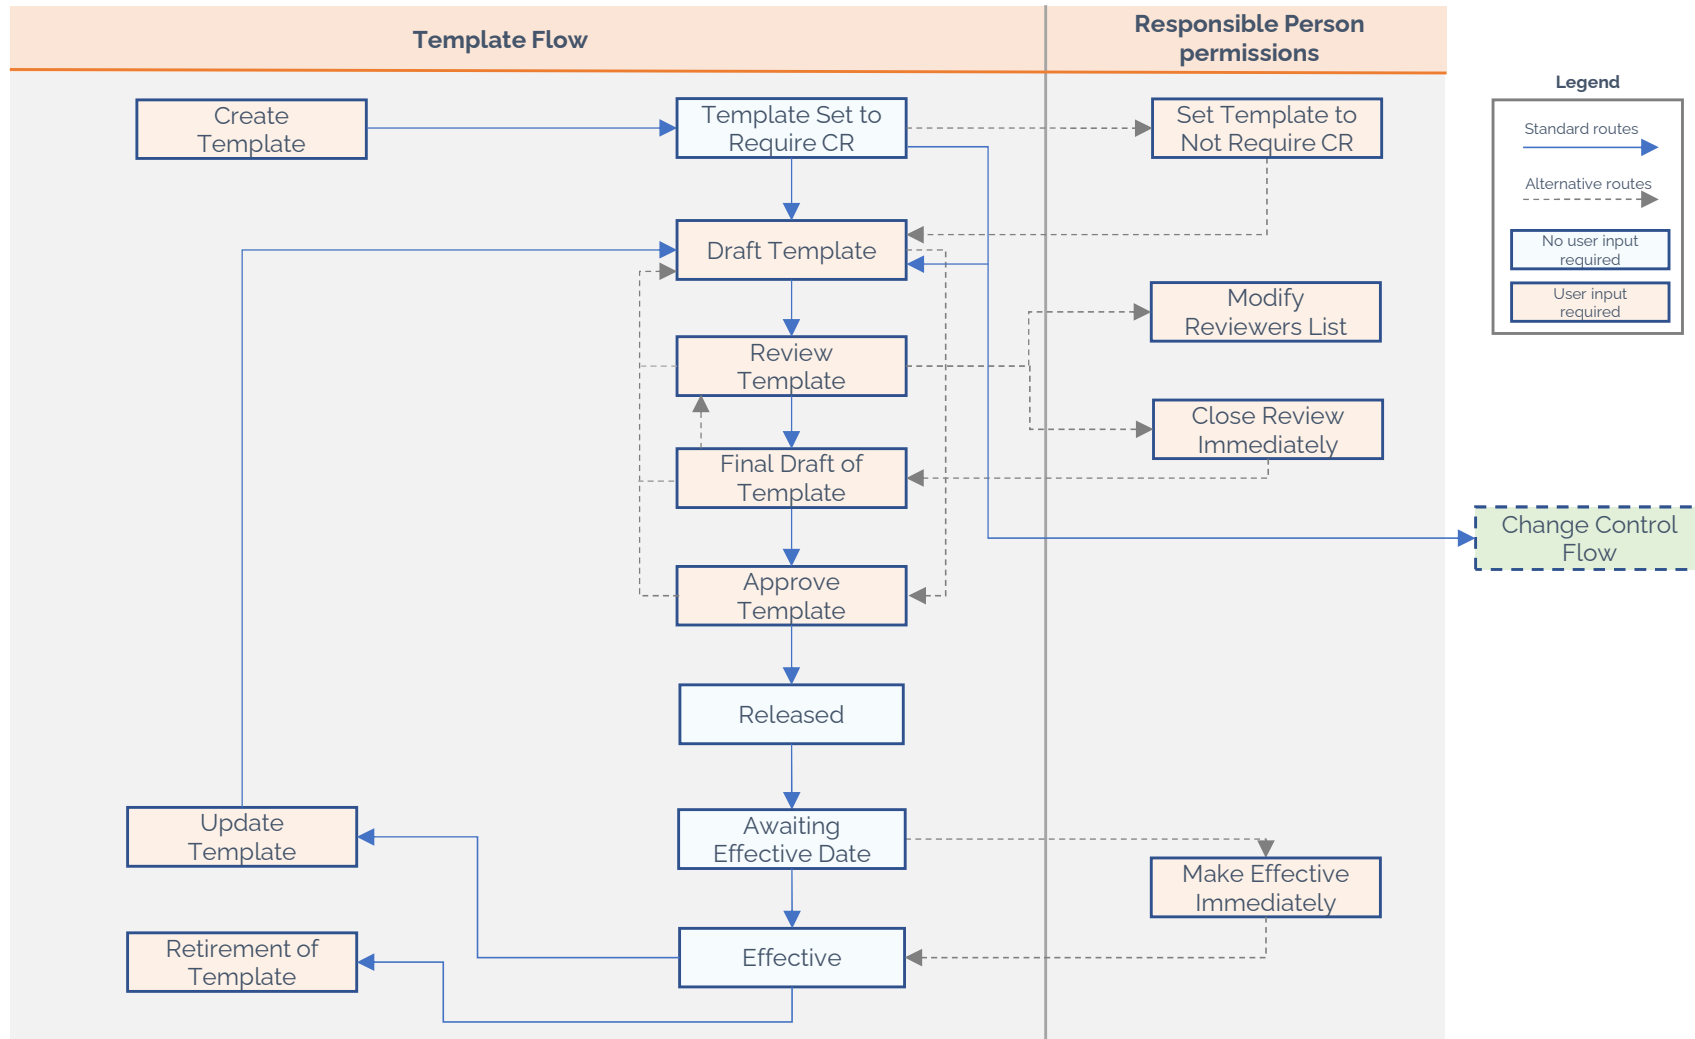 Template Flow
Responsible Person
permissions
Legend
Standard routes
Alternative routes
No user input
required
User input
required
Create
Template
Template Set to
Require CR
Set Template to
Not Require CR
Draft Template
Modify
Reviewers List
Review
Template
Close Review
Immediately
Final Draft of
Template
Change Control
Flow
Approve
Template
Released
Update
Template
Awaiting
Effective Date
Make Effective
Immediately
Retirement of
Template
Effective